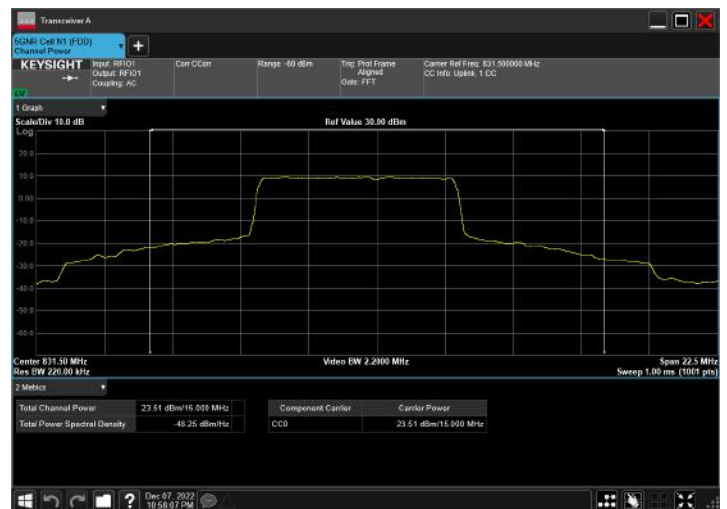 Transceiver A
5GNR Cell N1 (FDD)
Channel Power
KEYSIGHT
Input: RFIO1
Output: RFIO1
Coupling: AC
Corr CCorr
Range: -60 dBm
Trig: Prot Frame
Aligned
Gate: FFT
Carrier Ref Freq: 831.500000 MHz
CC Info: Uplink, 1 CC
1 Graph
Scale/Div 10.0 dB
Ref Value 30.00 dBm
Log
20.0
10.0
0.00
-10.0
-20.0
-30.0
-40.0
-50.0
-60.0
Center 831.50 MHz
Video BW 2.2000 MHz
Span 22.5 MHz
Res BW 220.00 kHz
Sweep 1.00 ms (1001 pts)
2 Metrics
Total Channel Power
23.51 dBm/15.000 MHz
Total Power Spectral Density
-48.25 dBm/Hz
Component Carrier
Carrier Power
CC0
23.51 dBm/15.000 MHz
Dec 07, 2022
10:58:07 PM